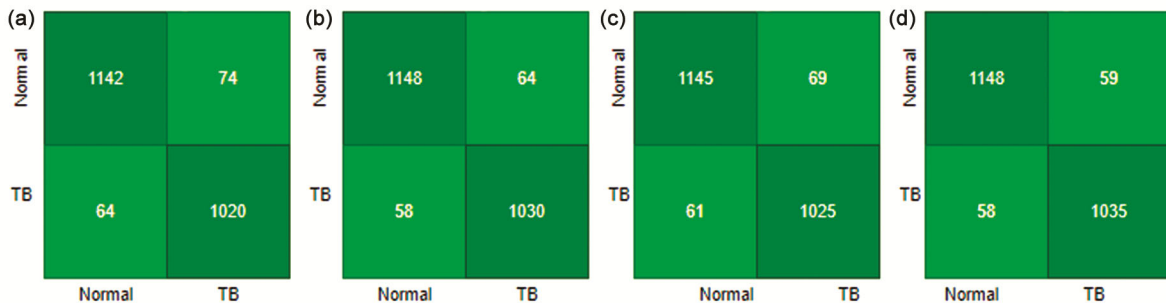 (a) (b) (c) (d)
Normal 1142 74 Normal 1148 64 Normal 1145 69 Normal 1148 59
TB 64 1020 TB 58 1030 TB 61 1025 TB 58 1035
Normal TB Normal TB Normal TB Normal TB